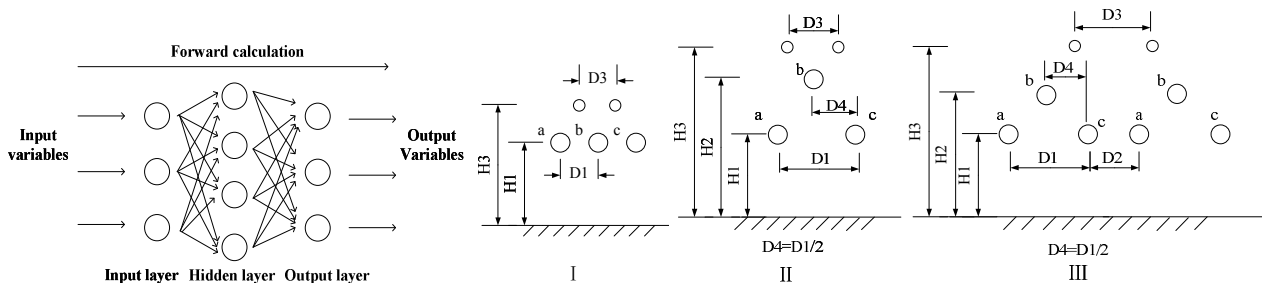 Forward calculation
Input
variables
Output
Variables
Input layer Hidden layer Output layer
D3
a b c
H3
H1
D1
I
D3
b
D4
a c
H3
H2
H1
D1
D4=D1/2
II
D3
D4
b b
a c a c
H3
H2
H1
D1 D2
D4=D1/2
III